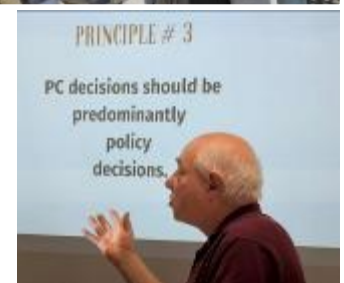 PRINCIPLE # 3
PC decisions should be
predominantly
policy
decisions.